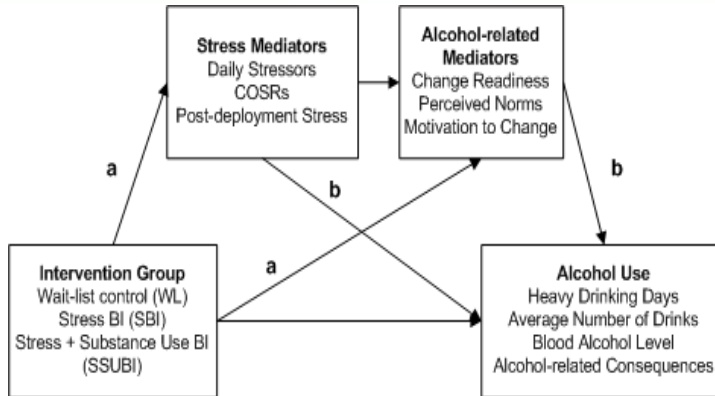 Stress Mediators
Daily Stressors
COSRs
Post-deployment Stress
Alcohol-related
Mediators
Change Readiness
Perceived Norms
Motivation to Change
a
b
b
a
Intervention Group
Wait-list control (WL)
Stress BI (SBI)
Stress + Substance Use BI
(SSUBI)
Alcohol Use
Heavy Drinking Days
Average Number of Drinks
Blood Alcohol Level
Alcohol-related Consequences